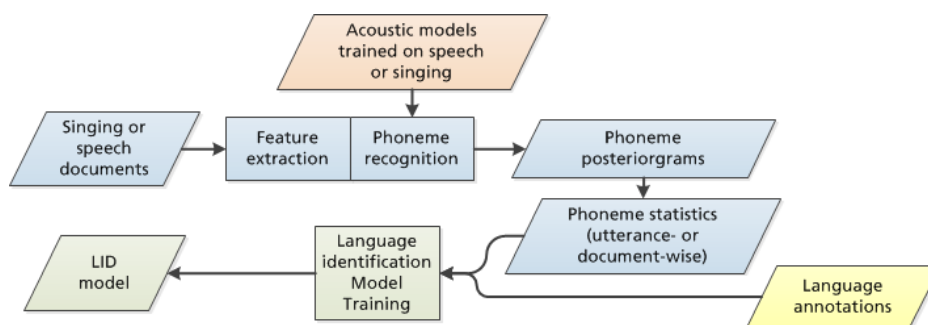 Acoustic models
trained on speech
or singing
Singing or
speech
documents
Feature
extraction
Phoneme
recognition
Phoneme
posteriorgrams
Phoneme statistics
(utterance- or
document-wise)
Language
identification
Model
Training
LID
model
Language
annotations